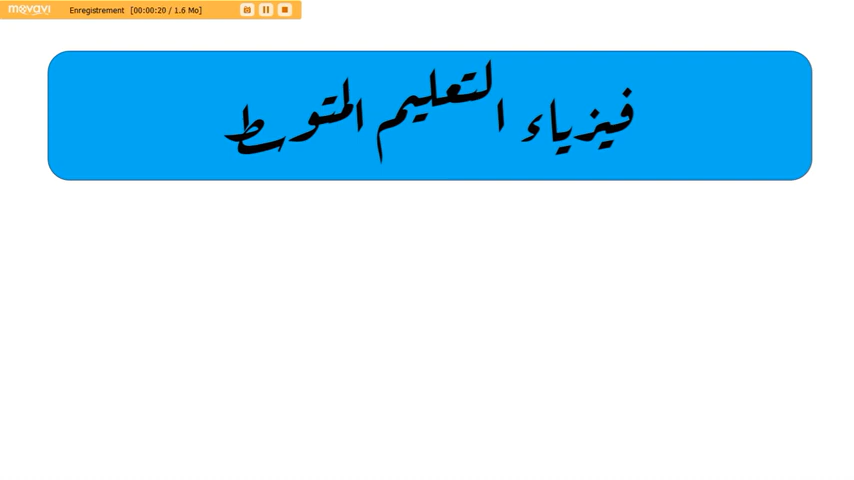 movavi Enregistrement [00:00:20 / 1.6 Mo]
فيزياء التعليم المتوسط